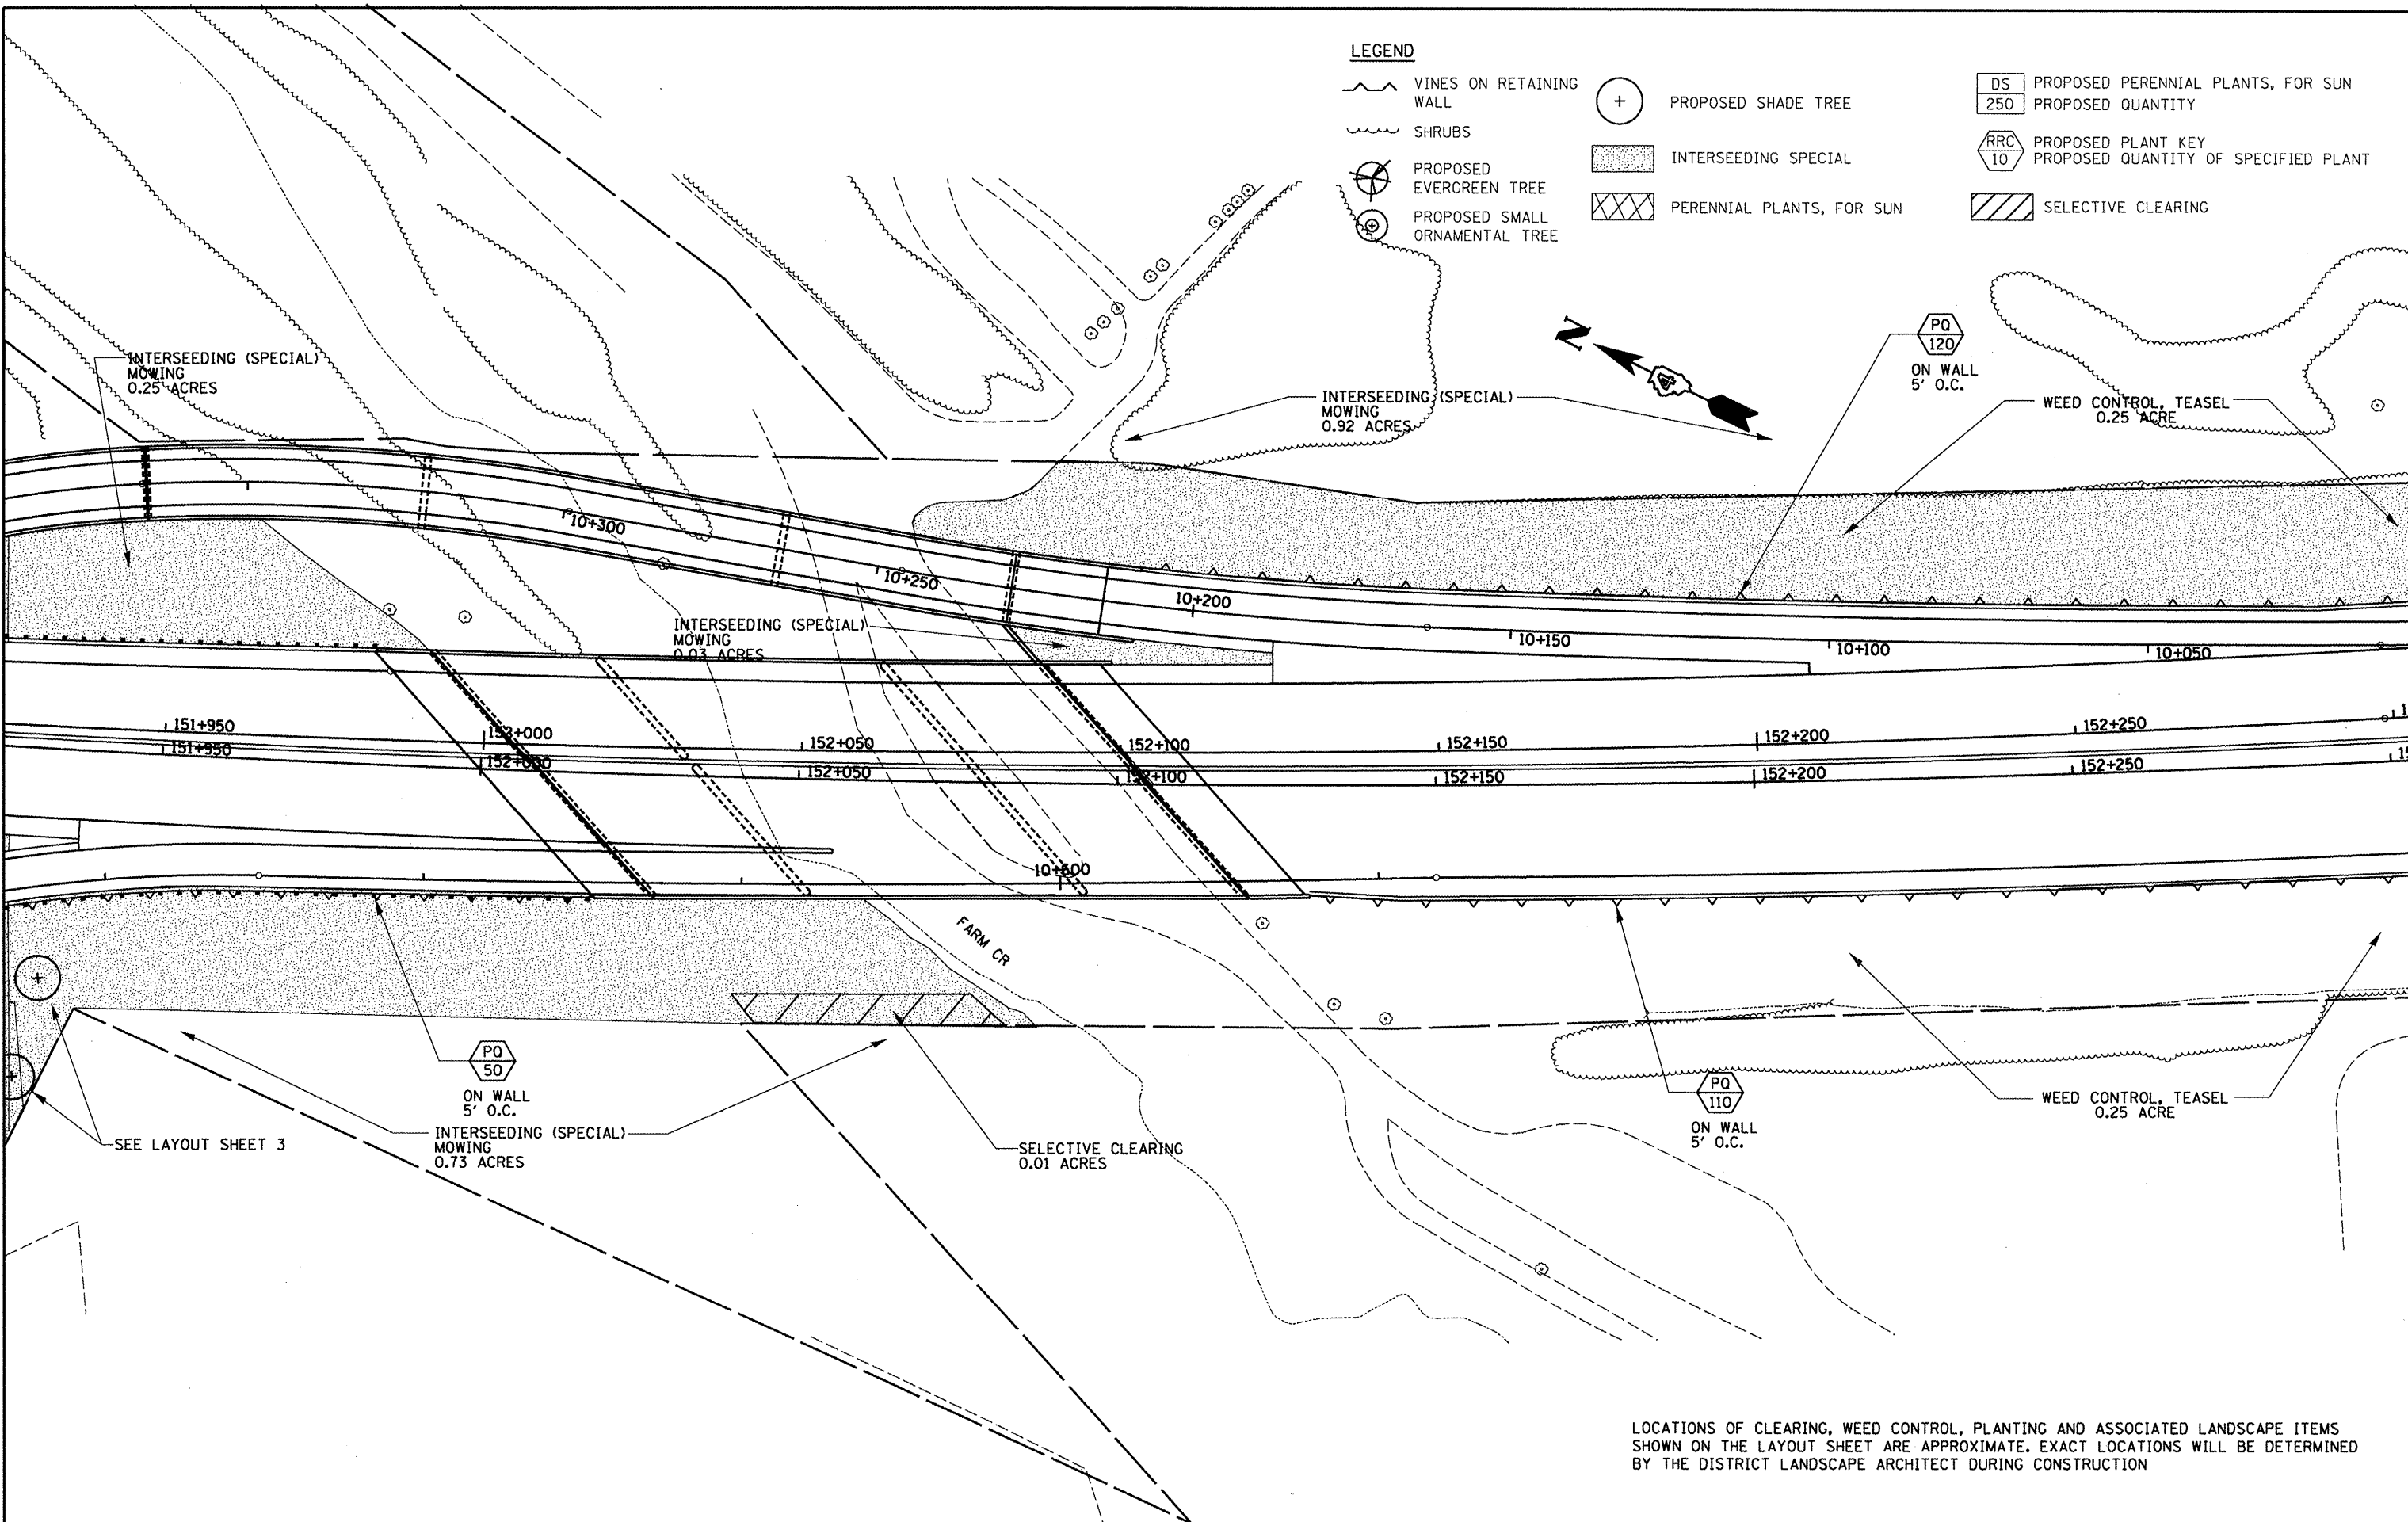 LEGEND
VINES ON RETAINING
WALL
SHRUBS
PROPOSED
EVERGREEN TREE
PROPOSED SMALL
ORNAMENTAL TREE
PROPOSED SHADE TREE
INTERSEEDING SPECIAL
PERENNIAL PLANTS, FOR SUN
DS PROPOSED PERENNIAL PLANTS, FOR SUN
250 PROPOSED QUANTITY
RRC PROPOSED PLANT KEY
10 PROPOSED QUANTITY OF SPECIFIED PLANT
SELECTIVE CLEARING
N
PQ
120
ON WALL
5' O.C.
INTERSEEDING (SPECIAL)
MOWING
0.25 ACRES
INTERSEEDING (SPECIAL)
MOWING
0.92 ACRES
WEED CONTROL, TEASEL
0.25 ACRE
10+300
10+250
10+200
10+150
10+100
10+050
INTERSEEDING (SPECIAL)
MOWING
0.03 ACRES
151+950
152+000
152+050
152+100
152+150
152+200
152+250
151+950
152+000
152+050
152+100
152+150
152+200
152+250
10+600
FARM CR
PQ
50
ON WALL
5' O.C.
PQ
110
ON WALL
5' O.C.
WEED CONTROL, TEASEL
0.25 ACRE
SEE LAYOUT SHEET 3
INTERSEEDING (SPECIAL)
MOWING
0.73 ACRES
SELECTIVE CLEARING
0.01 ACRES
LOCATIONS OF CLEARING, WEED CONTROL, PLANTING AND ASSOCIATED LANDSCAPE ITEMS
SHOWN ON THE LAYOUT SHEET ARE APPROXIMATE. EXACT LOCATIONS WILL BE DETERMINED
BY THE DISTRICT LANDSCAPE ARCHITECT DURING CONSTRUCTION